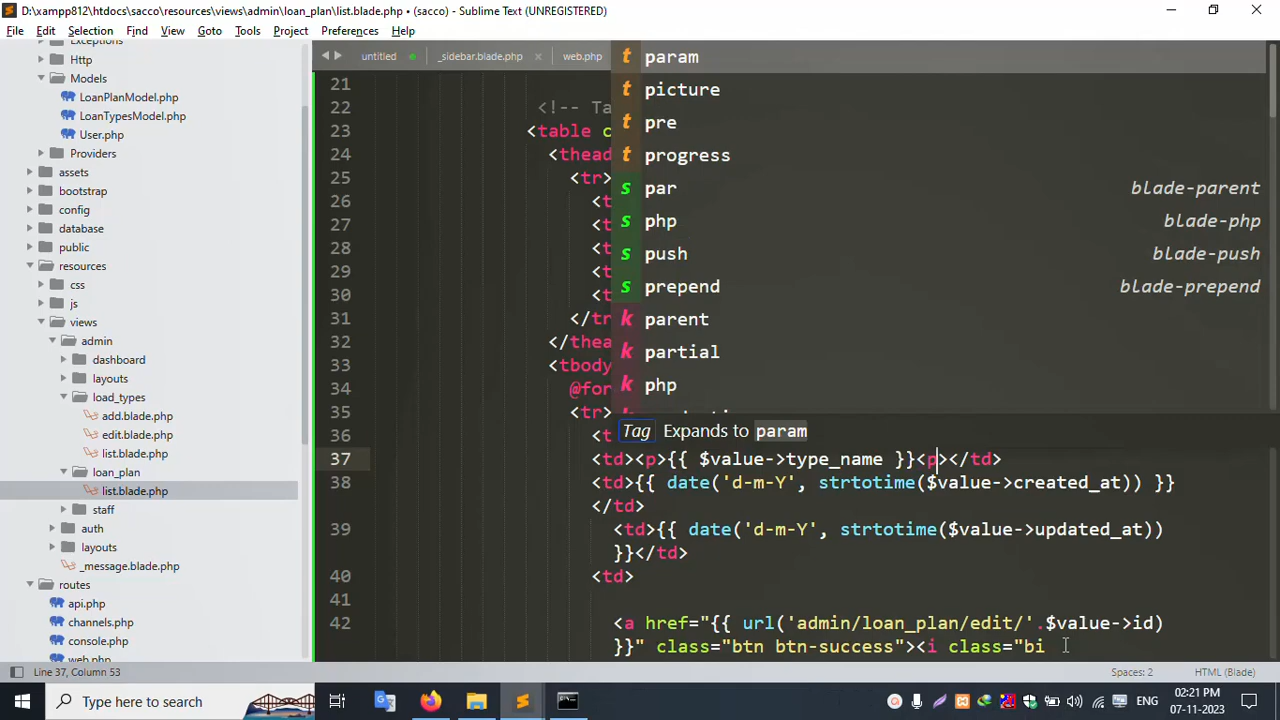 D:\xampp812\htdocs\sacco\resources\views\admin\loan_plan\list.blade.php • (sacco) - Sublime Text (UNREGISTERED)
File Edit Selection Find View Goto Tools Project Preferences Help
untitled _sidebar.blade.php × web.php
Exceptions
Http
Models
LoanPlanModel.php
LoanTypesModel.php
User.php
Providers
assets
bootstrap
config
database
public
resources
css
js
views
admin
dashboard
layouts
load_types
add.blade.php
edit.blade.php
list.blade.php
loan_plan
list.blade.php
staff
auth
layouts
_message.blade.php
routes
api.php
channels.php
console.php
web.php
21
22 <!-- Ta
23 <table c
24 <thead
25 <tr>
26 <t
27 <t
28 <t
29 <t
30 <t
31 </tr
32 </thea
33 <tbody
34 @for
35 <tr>
36 <t
37 <td><p>{{ $value->type_name }}<p></td>
38 <td>{{ date('d-m-Y', strtotime($value->created_at)) }}
</td>
39 <td>{{ date('d-m-Y', strtotime($value->updated_at))
}}</td>
40 <td>
41
42 <a href="{{ url('admin/loan_plan/edit/'.$value->id)
}}" class="btn btn-success"><i class="bi
t param
t picture
t pre
t progress
s par blade-parent
s php blade-php
s push blade-push
s prepend blade-prepend
k parent
k partial
k php
Tag Expands to param
Line 37, Column 53 Spaces: 2 HTML (Blade)
Type here to search
ENG
02:21 PM
07-11-2023